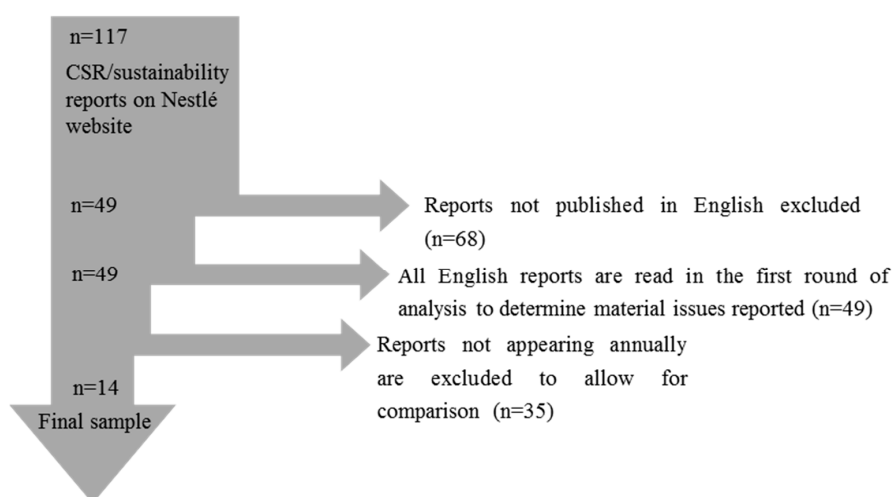 n=117
CSR/sustainability
reports on Nestlé
website
n=49
Reports not published in English excluded
(n=68)
n=49
All English reports are read in the first round of
analysis to determine material issues reported (n=49)
Reports not appearing annually
are excluded to allow for
comparison (n=35)
n=14
Final sample